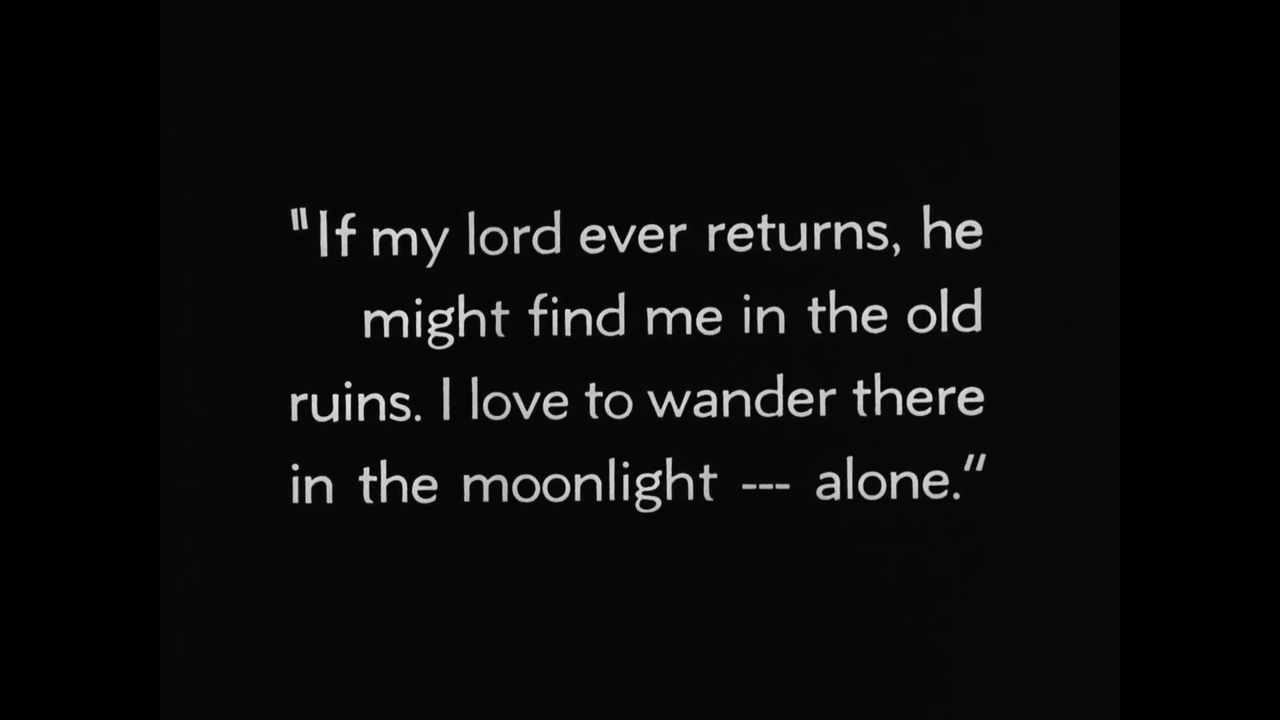 "If my lord ever returns, he
might find me in the old
ruins. I love to wander there
in the moonlight --- alone."